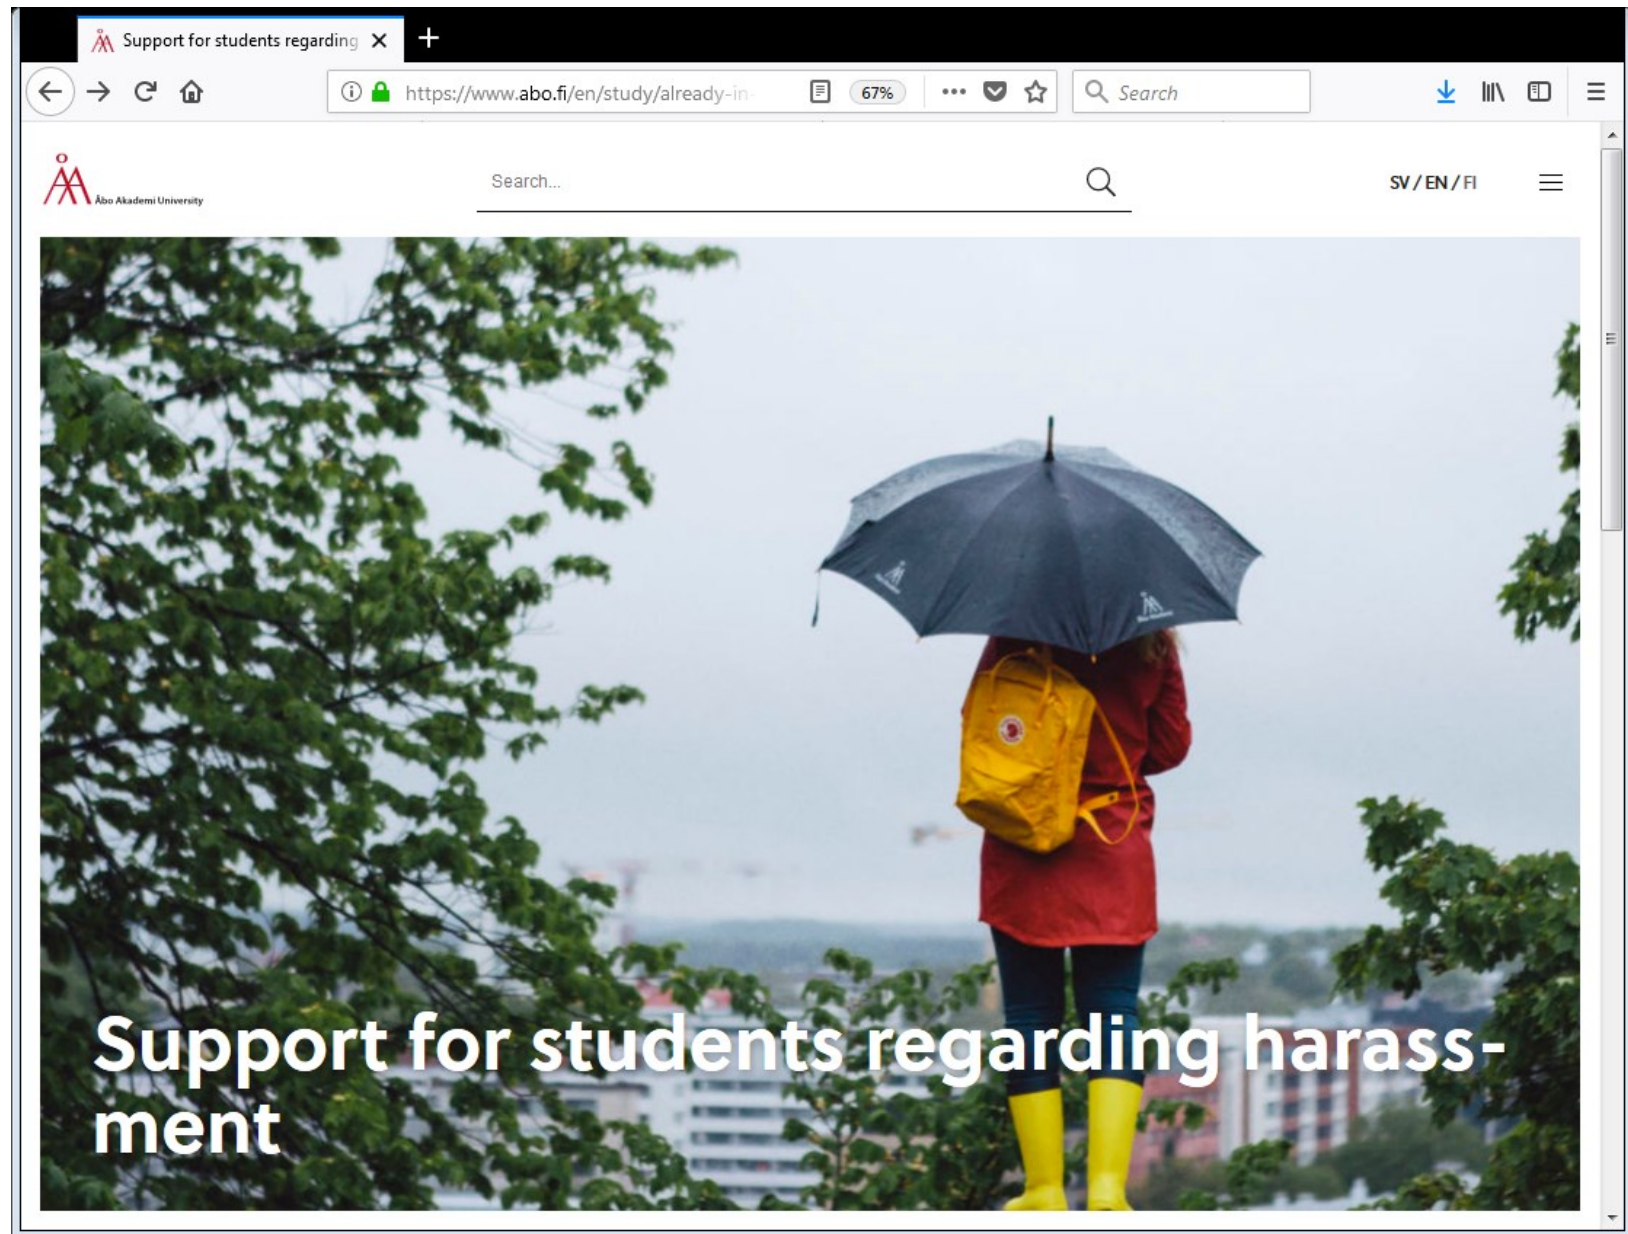 Support for students regarding
https://www.abo.fi/en/study/already-in-
67%
Search
Åbo Akademi University
Search...
SV / EN / FI
Support for students regarding harass-
ment